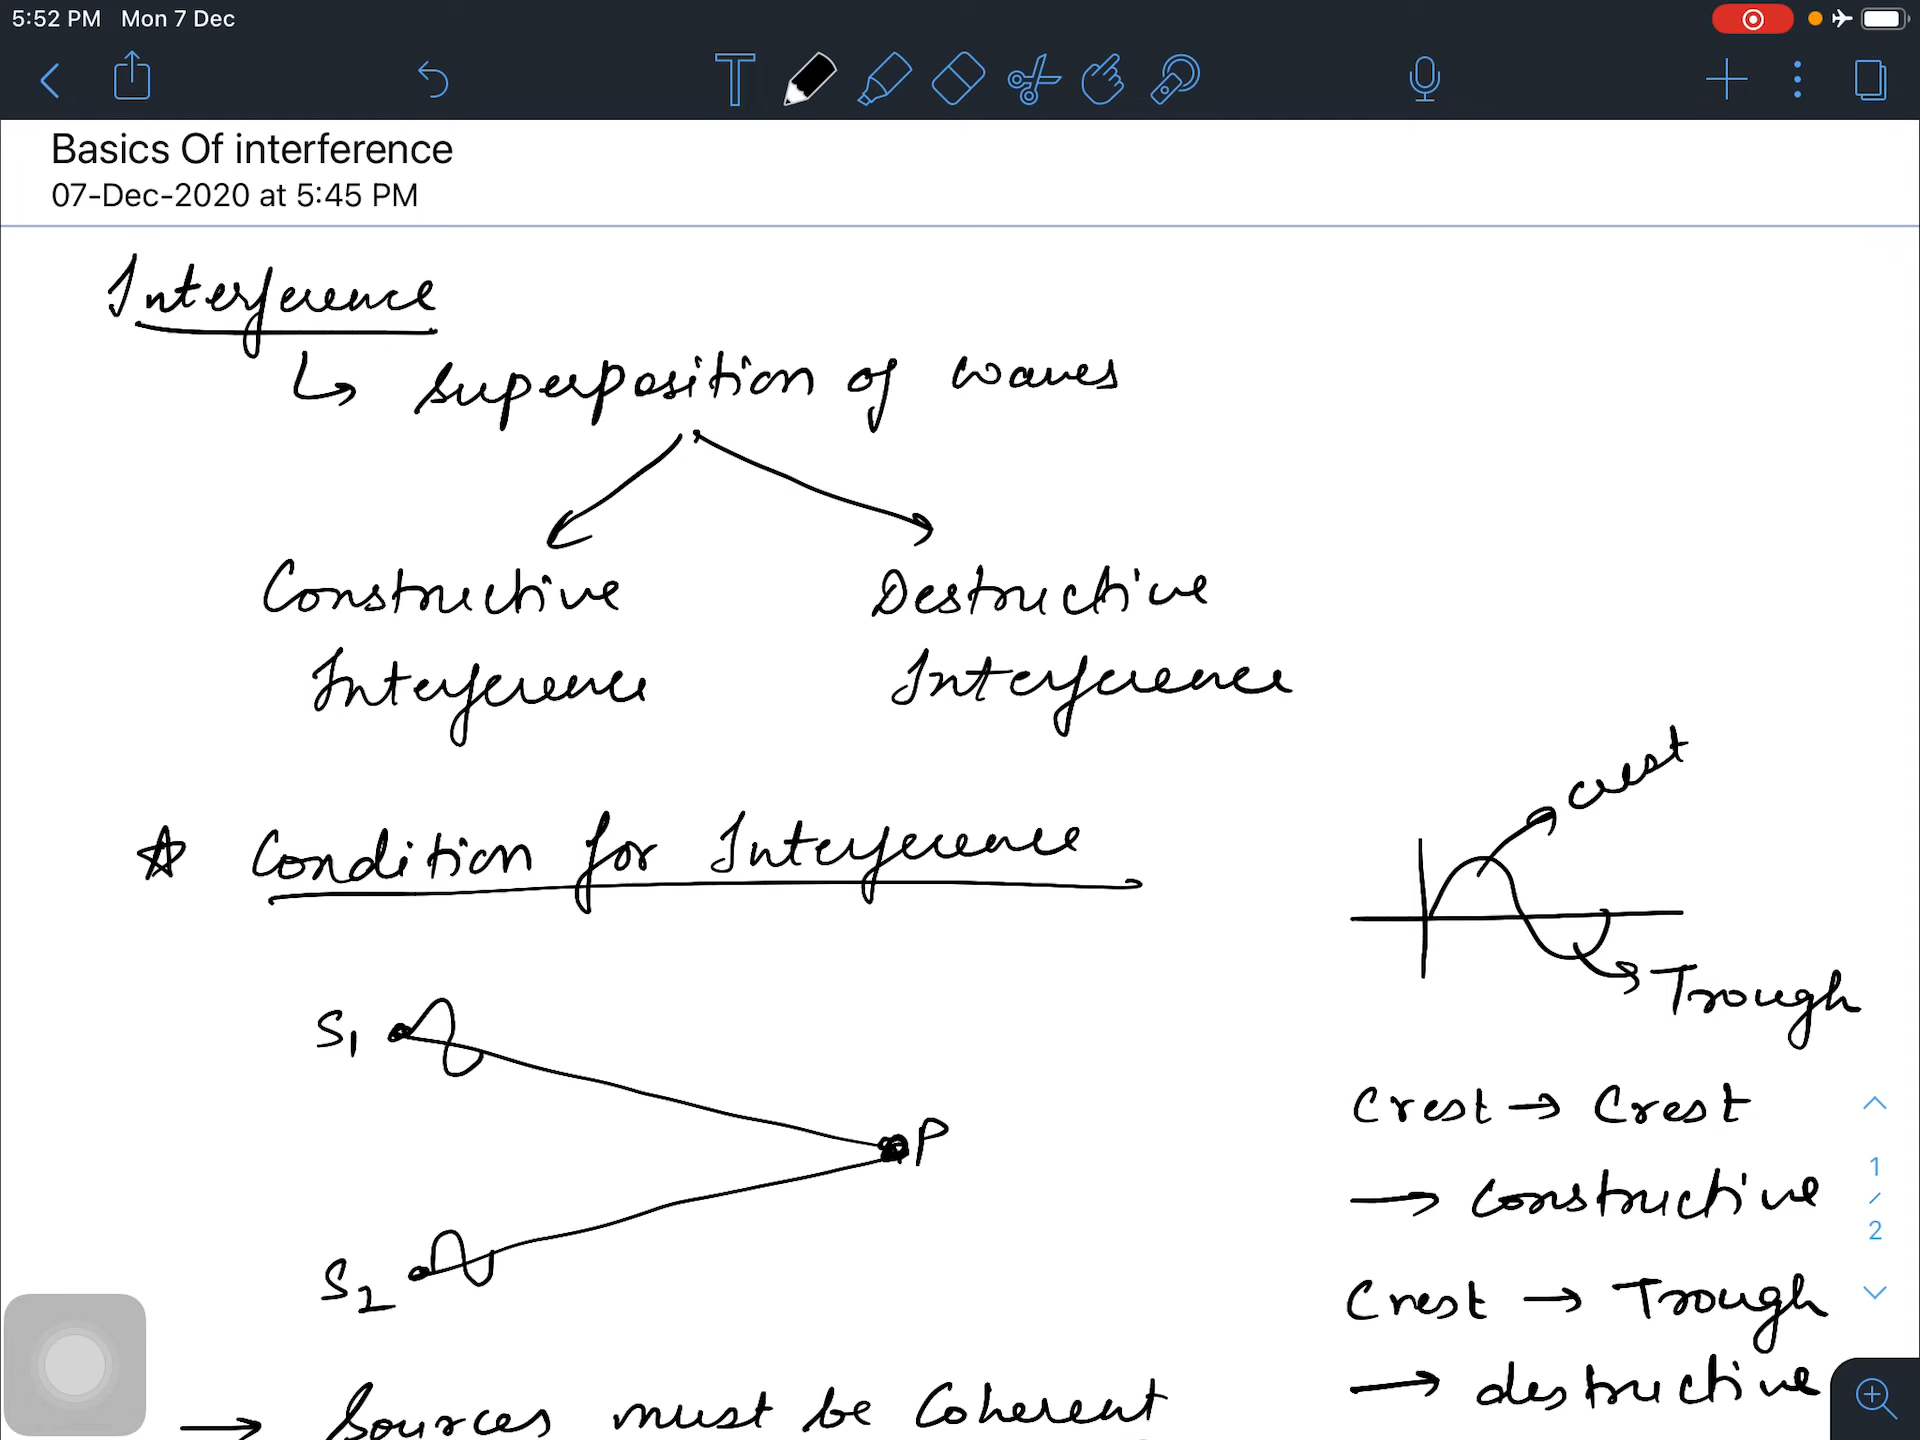 5:52 PM Mon 7 Dec
T
Basics Of interference
07-Dec-2020 at 5:45 PM
Interference
↳ superposition of waves
Constructive Destructive
Interference Interference
☆ Condition for Interference
crest
Trough
S1
P
S2
Crest → Crest
→ constructive
Crest → Trough
→ destructive
1
/
2
→ Sources must be Coherent